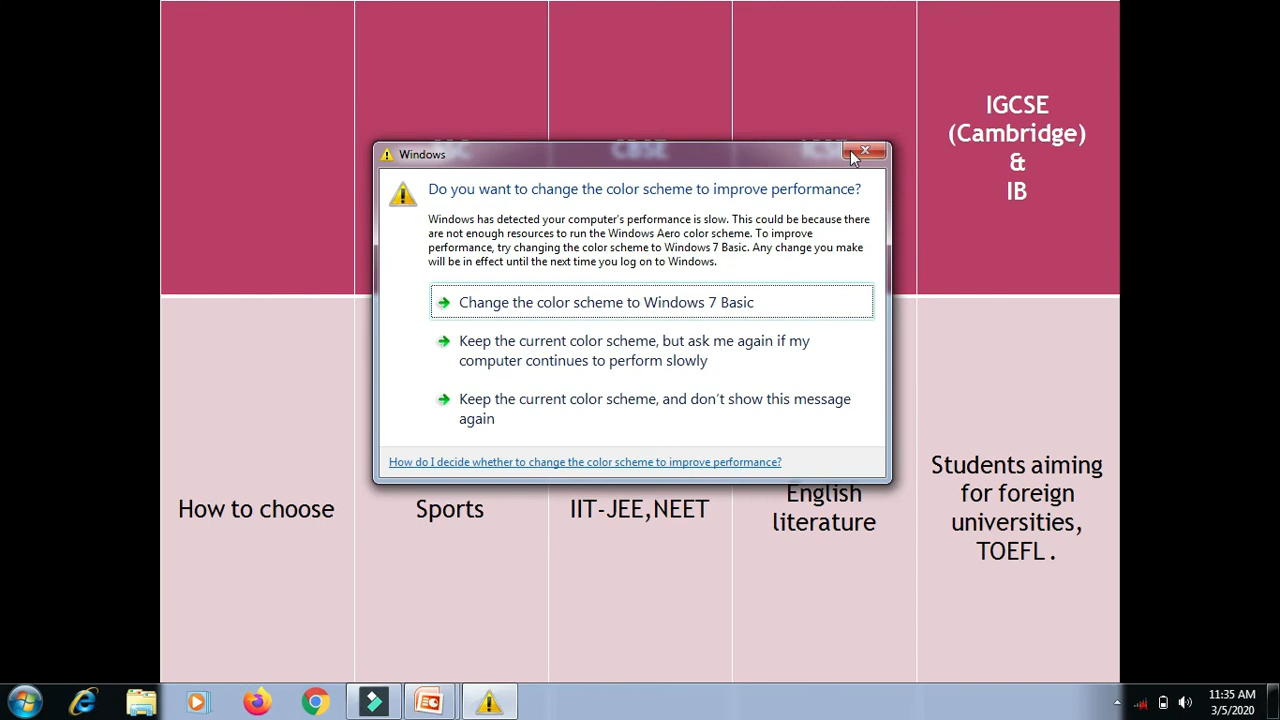 IGCSE
(Cambridge)
&
IB
CBSE
Windows
Do you want to change the color scheme to improve performance?
Windows has detected your computer's performance is slow. This could be because there
are not enough resources to run the Windows Aero color scheme. To improve
performance, try changing the color scheme to Windows 7 Basic. Any change you make
will be in effect until the next time you log on to Windows.
Change the color scheme to Windows 7 Basic
Keep the current color scheme, but ask me again if my
computer continues to perform slowly
Keep the current color scheme, and don't show this message
again
How do I decide whether to change the color scheme to improve performance?
How to choose
Sports
IIT-JEE,NEET
English
literature
Students aiming
for foreign
universities,
TOEFL .
11:35 AM
3/5/2020